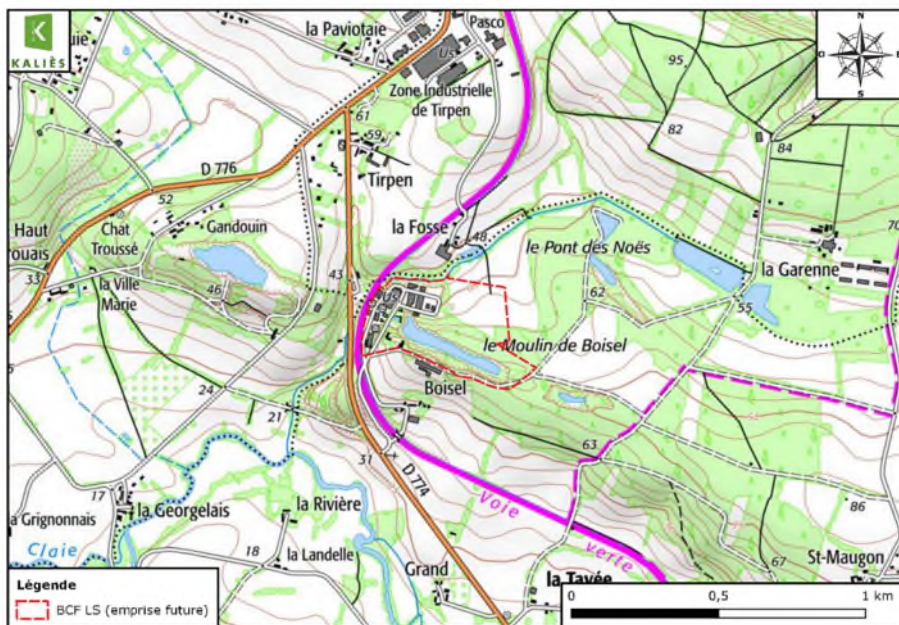 KALIÈS
la Paviotaie
Pasco
Us
Zone Industrielle
de Tirpen
N
S
95
82
84
61
59
D 776
Tirpen
52
Haut
Chat
Troussé
Gandouin
33
la Ville
Marie
46
43
la Fosse
48
le Pont des Noës
70
la Garenne
62
55
Us
le Moulin de Boisel
Boisel
24
21
63
31
D 774
17
la Georgelais
la Rivière
a Grignonnais
Claie
18
la Landelle
Grand
Voie
verte
86
67
St-Maugon
la Tavée
Légende
BCF LS (emprise future)
0
0,5
1 km